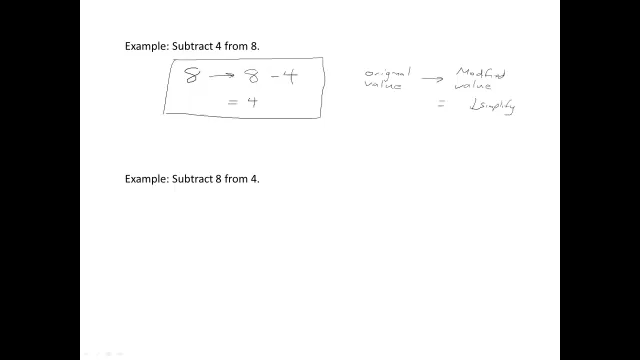 Example: Subtract 4 from 8.
8 → 8 - 4
= 4
original value → Modified value
= ↓simplify
Example: Subtract 8 from 4.